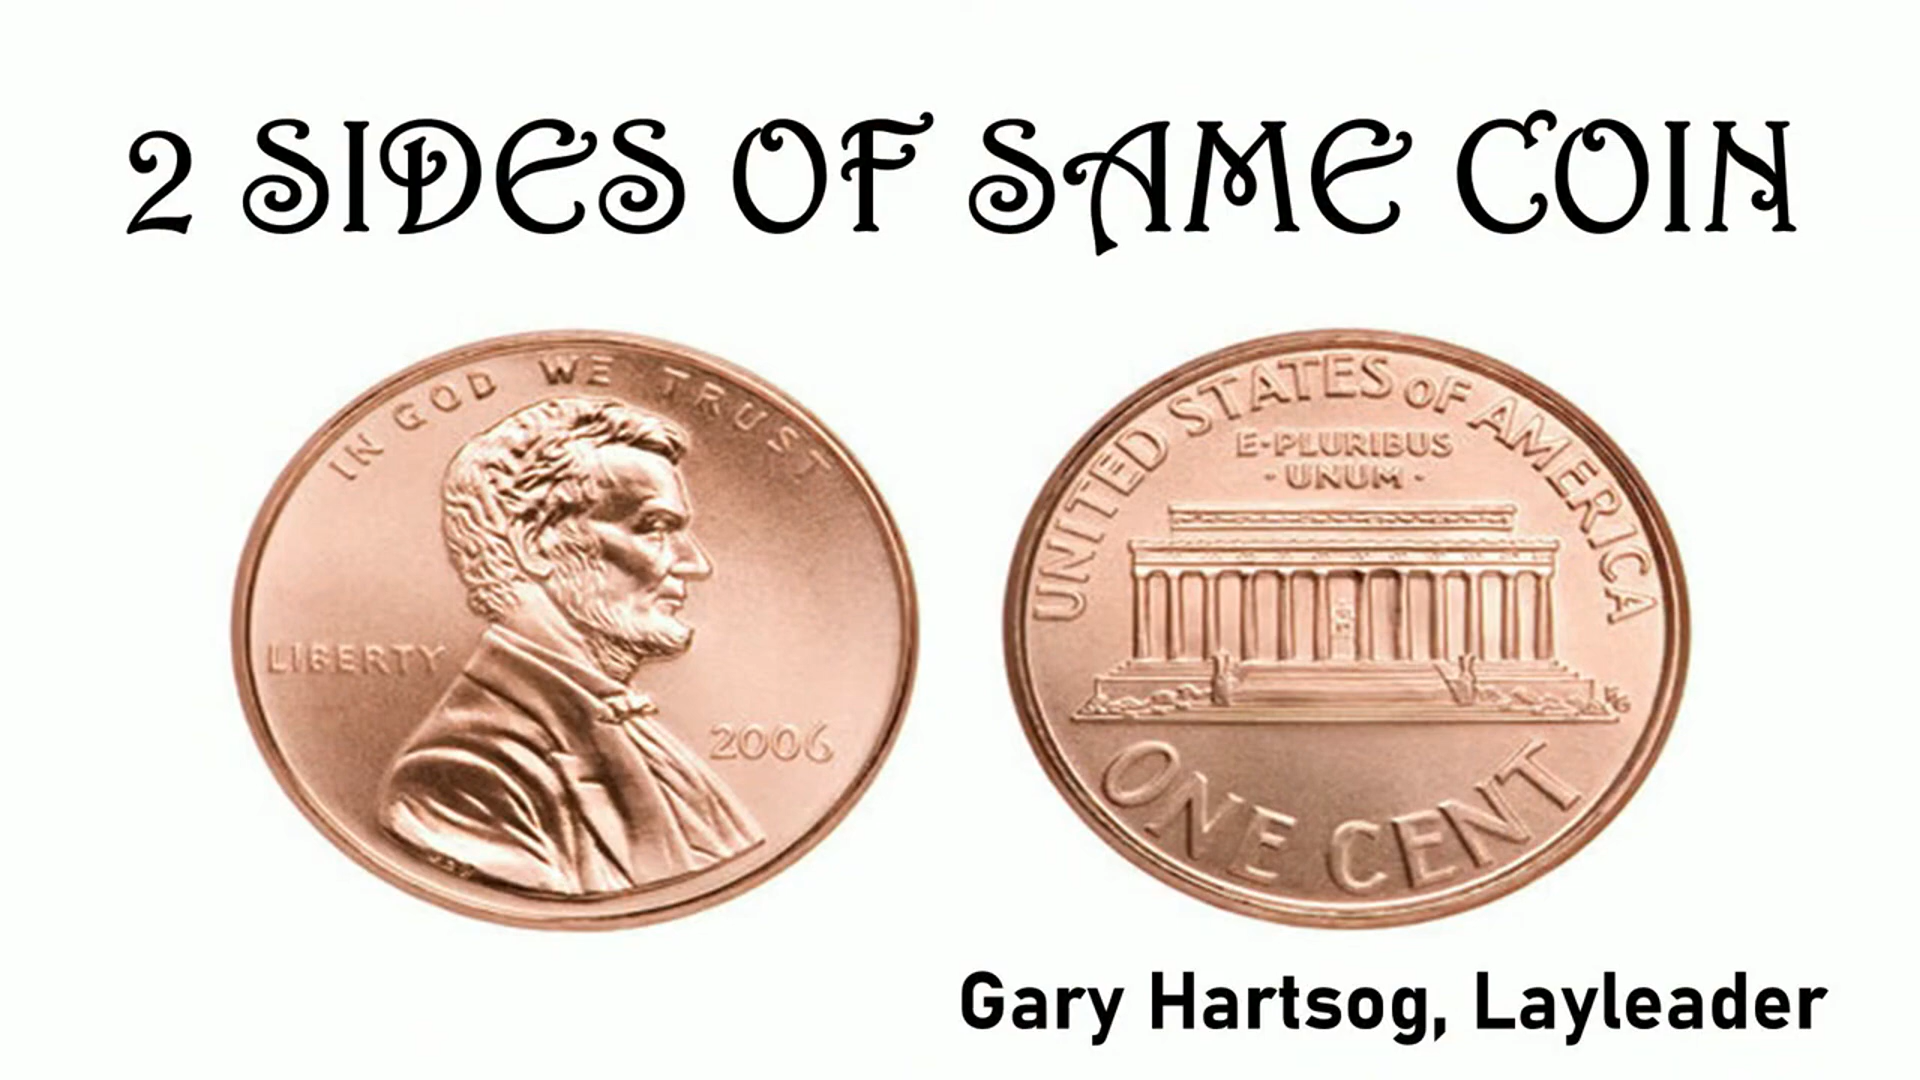 2 SIDES OF SAME COIN
IN GOD WE TRUST
LIBERTY
2006
UNITED STATES OF AMERICA
E·PLURIBUS
·UNUM·
ONE CENT
Gary Hartsog, Layleader